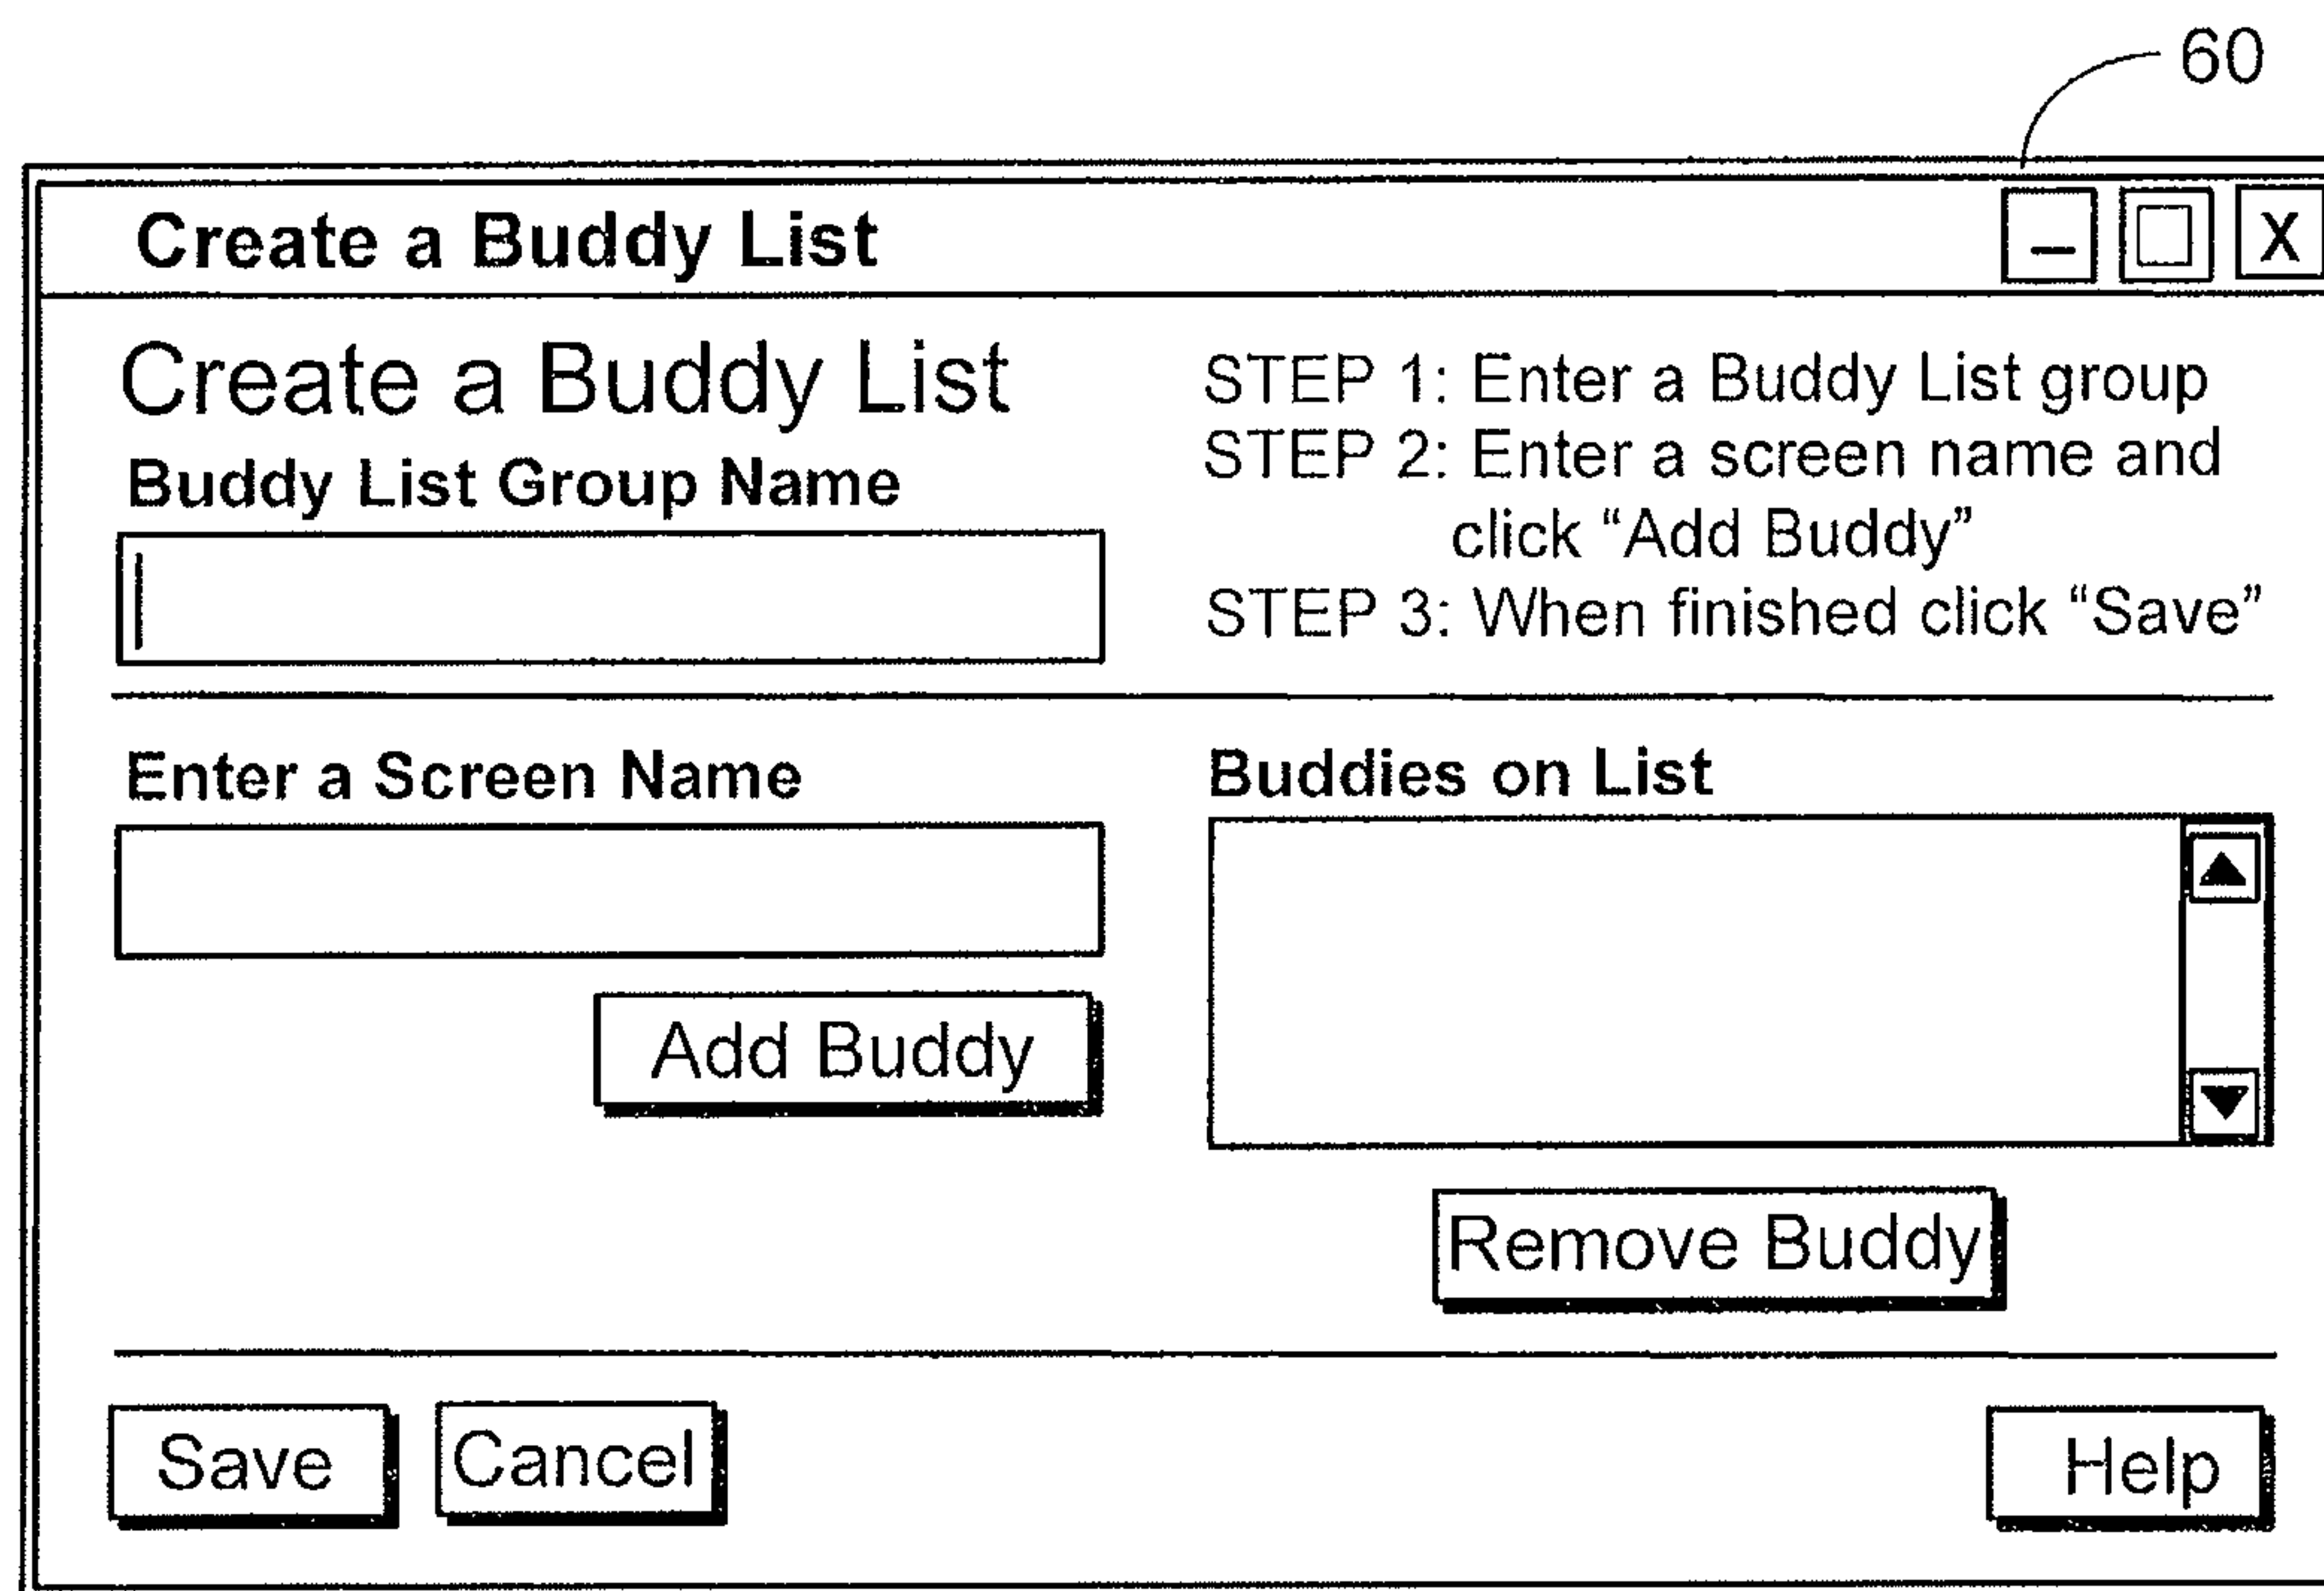 60
Create a Buddy List
– □ X
Create a Buddy List
Buddy List Group Name
STEP 1: Enter a Buddy List group
STEP 2: Enter a screen name and
click “Add Buddy”
STEP 3: When finished click “Save”
Enter a Screen Name
Add Buddy
Buddies on List
Remove Buddy
Save
Cancel
Help